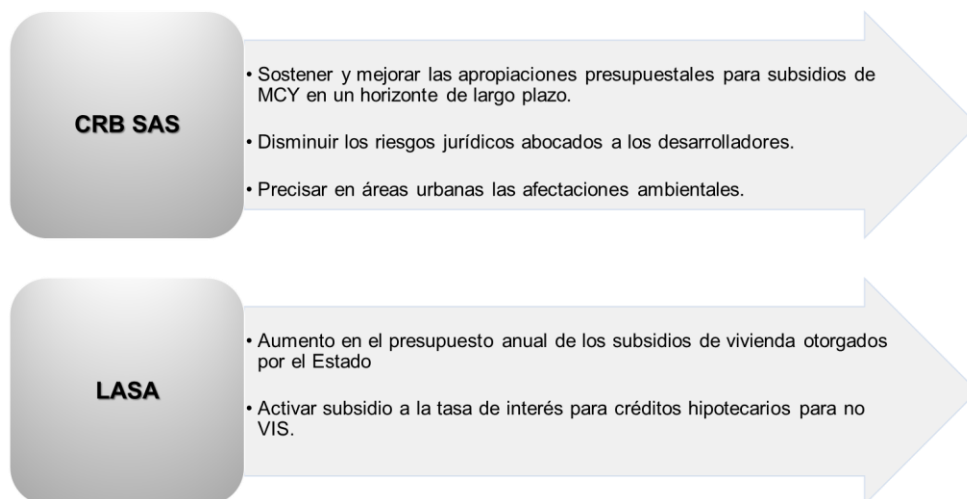 CRB SAS
• Sostener y mejorar las apropiaciones presupuestales para subsidios de
MCY en un horizonte de largo plazo.
• Disminuir los riesgos jurídicos abocados a los desarrolladores.
• Precisar en áreas urbanas las afectaciones ambientales.
LASA
• Aumento en el presupuesto anual de los subsidios de vivienda otorgados
por el Estado
• Activar subsidio a la tasa de interés para créditos hipotecarios para no
VIS.